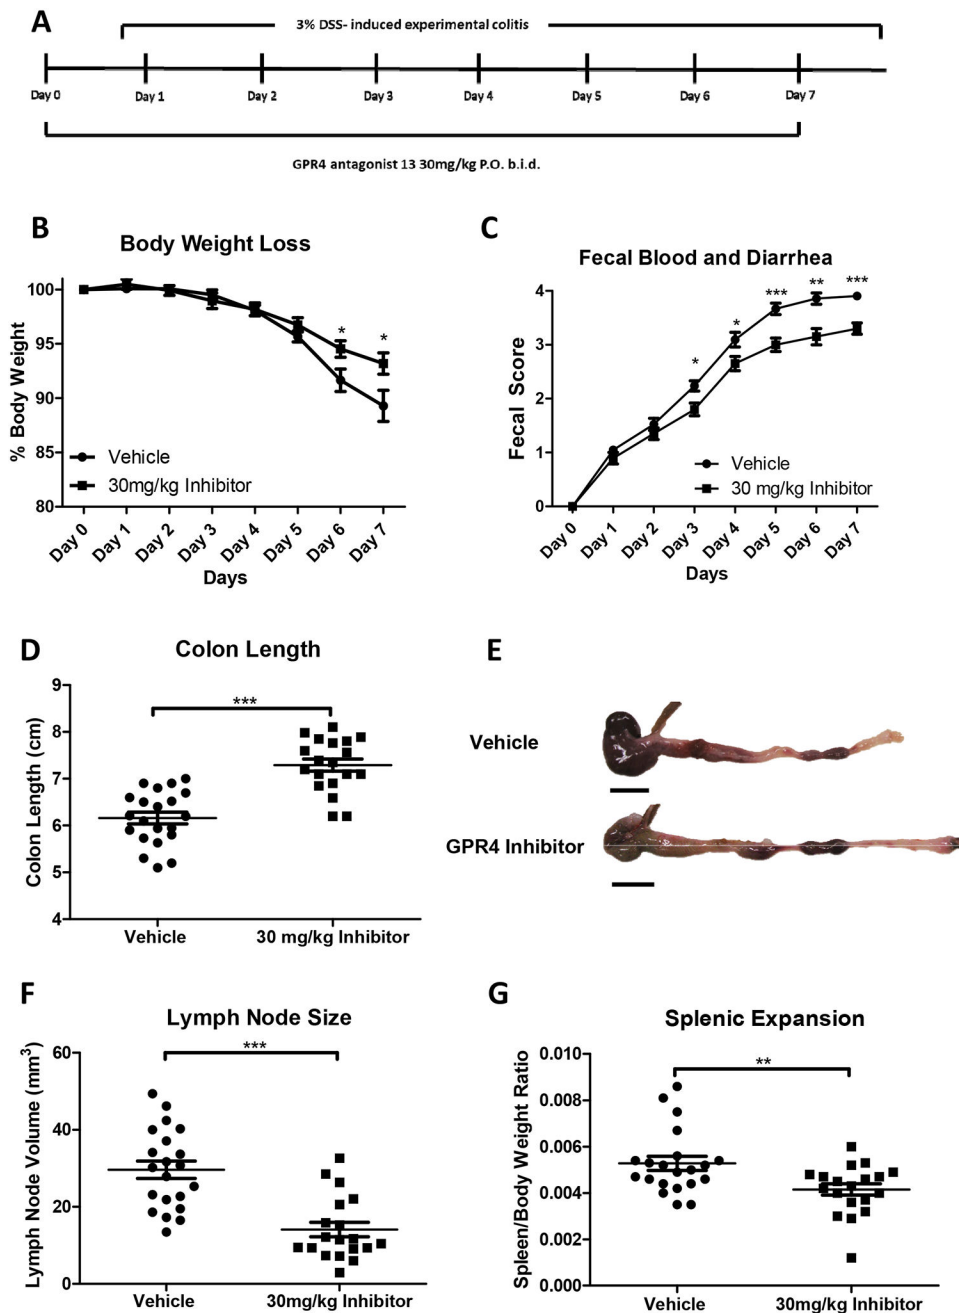 A
3% DSS- induced experimental colitis
Day 0 Day 1 Day 2 Day 3 Day 4 Day 5 Day 6 Day 7
GPR4 antagonist 13 30mg/kg P.O. b.i.d.
B
Body Weight Loss
% Body Weight
100
95
90
85
80
* *
Vehicle
30mg/kg Inhibitor
Day 0 Day 1 Day 2 Day 3 Day 4 Day 5 Day 6 Day 7
Days
C
Fecal Blood and Diarrhea
Fecal Score
4
3
2
1
0
* * *** ** ***
Vehicle
30 mg/kg Inhibitor
Day 0 Day 1 Day 2 Day 3 Day 4 Day 5 Day 6 Day 7
Days
D
Colon Length
Colon Length (cm)
9
8
7
6
5
4
***
Vehicle 30 mg/kg Inhibitor
E
Vehicle
GPR4 Inhibitor
F
Lymph Node Size
Lymph Node Volume (mm³)
60
40
20
0
***
Vehicle 30mg/kg Inhibitor
G
Splenic Expansion
Spleen/Body Weight Ratio
0.010
0.008
0.006
0.004
0.002
0.000
**
Vehicle 30mg/kg Inhibitor